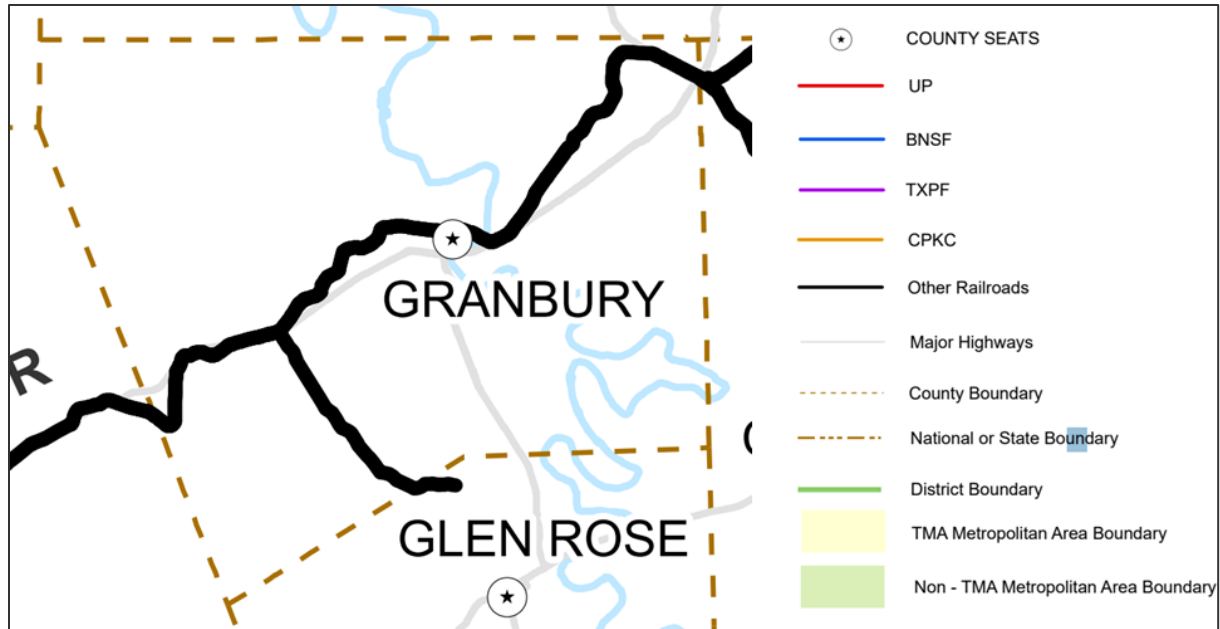 R
GRANBURY
GLEN ROSE
COUNTY SEATS
UP
BNSF
TXPF
CPKC
Other Railroads
Major Highways
County Boundary
National or State Boundary
District Boundary
TMA Metropolitan Area Boundary
Non - TMA Metropolitan Area Boundary